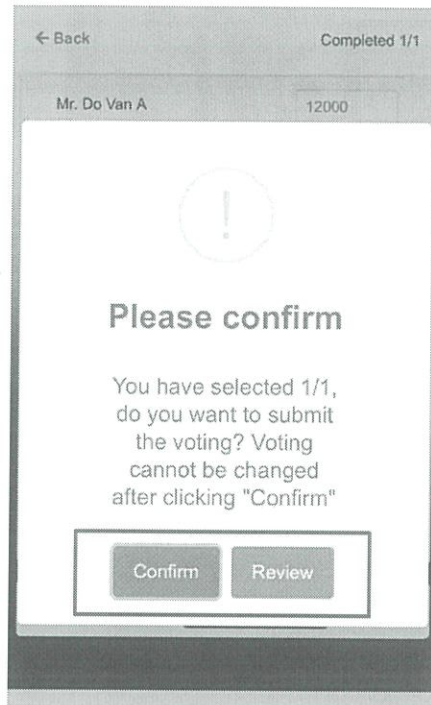 ← Back Completed 1/1
Mr. Do Van A 12000
!
Please confirm
You have selected 1/1,
do you want to submit
the voting? Voting
cannot be changed
after clicking "Confirm"
Confirm Review